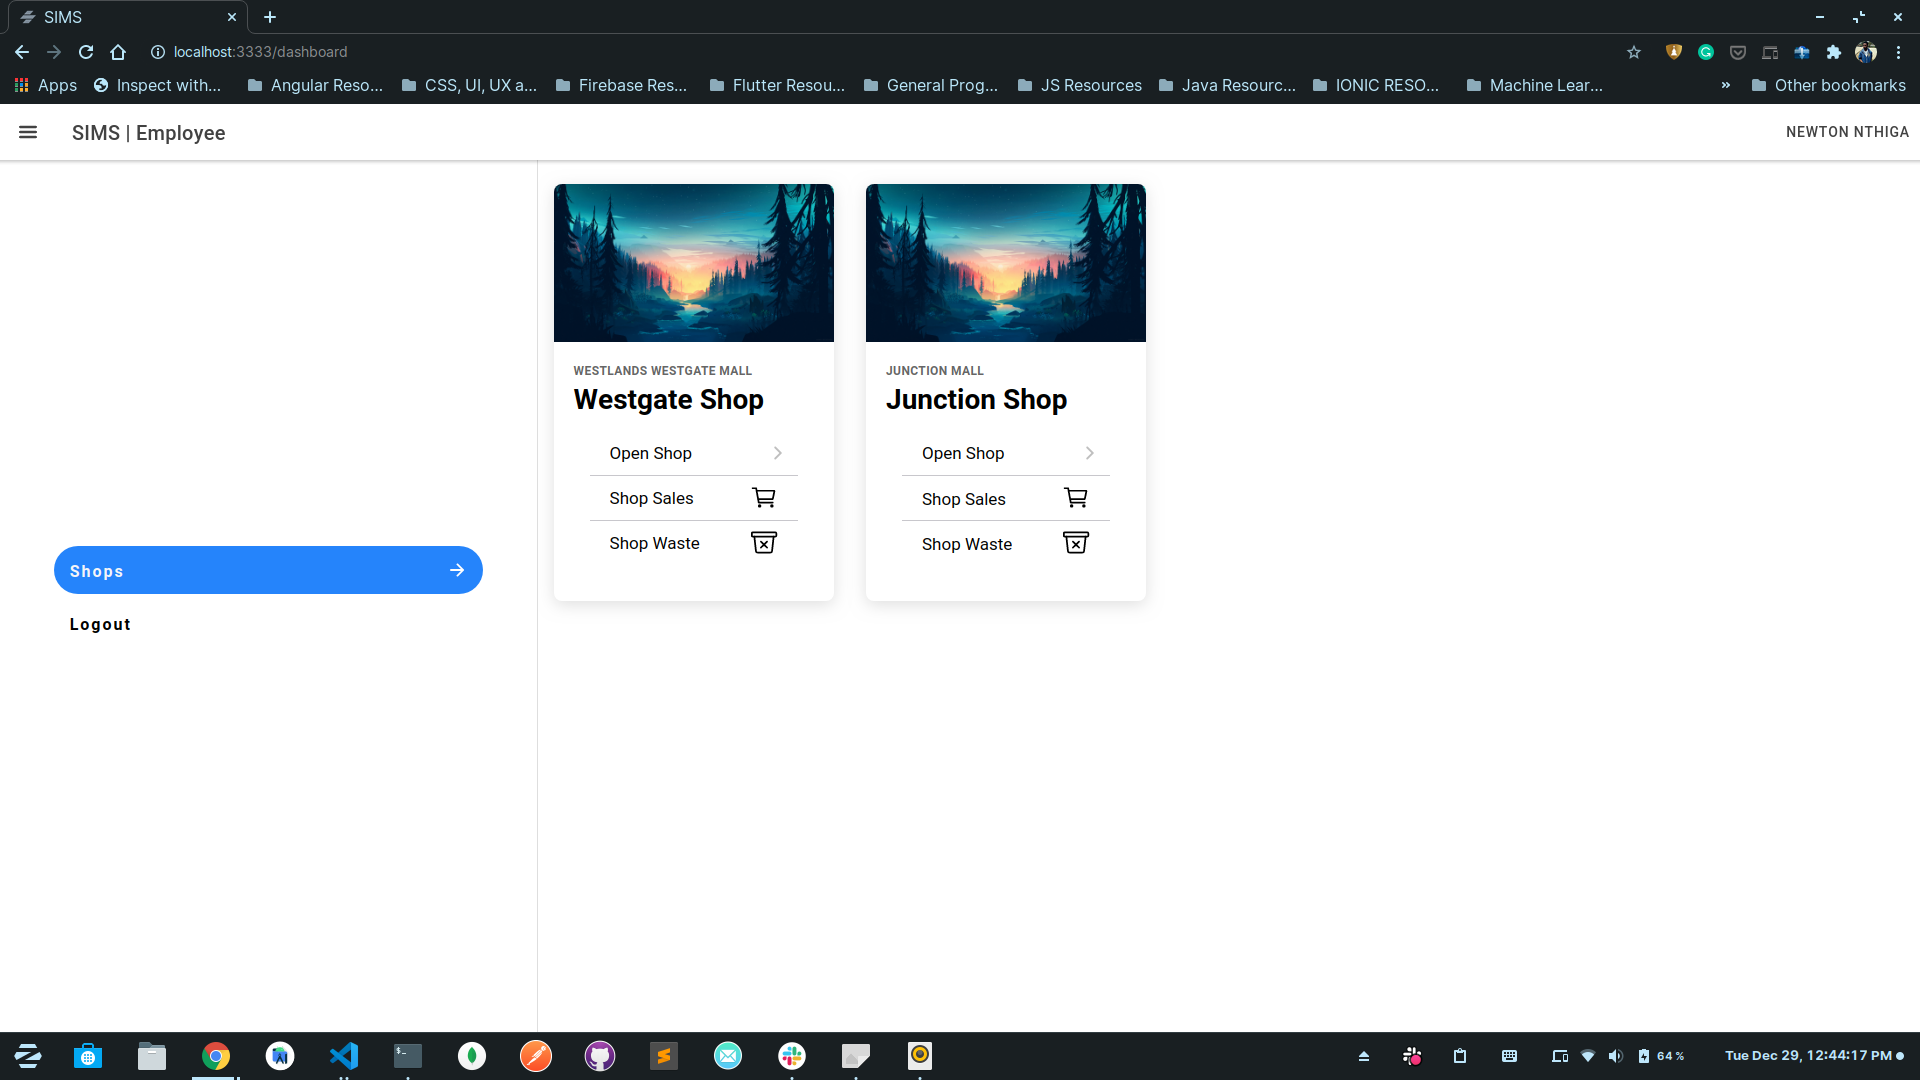 SIMS
localhost:3333/dashboard
Apps Inspect with... Angular Reso... CSS, UI, UX a... Firebase Res... Flutter Resou... General Prog... JS Resources Java Resourc... IONIC RESO... Machine Lear... » Other bookmarks
SIMS | Employee NEWTON NTHIGA
WESTLANDS WESTGATE MALL
Westgate Shop
Open Shop
Shop Sales
Shop Waste
JUNCTION MALL
Junction Shop
Open Shop
Shop Sales
Shop Waste
Shops
Logout
64 % Tue Dec 29, 12:44:17 PM